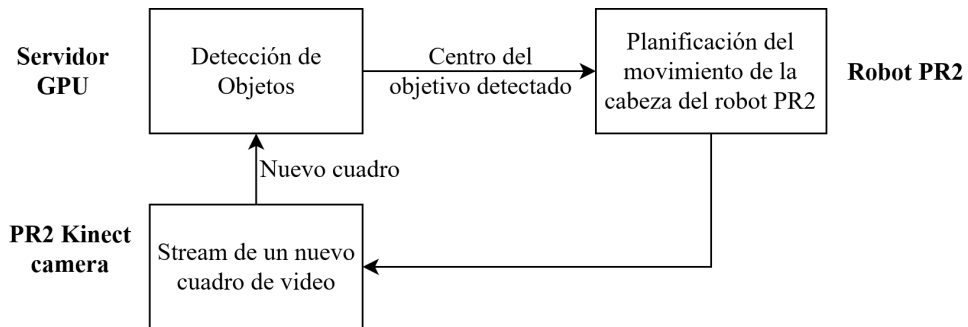 Servidor
GPU
Detección de
Objetos
Centro del
objetivo detectado
Planificación del
movimiento de la
cabeza del robot PR2
Robot PR2
Nuevo cuadro
PR2 Kinect
camera
Stream de un nuevo
cuadro de video